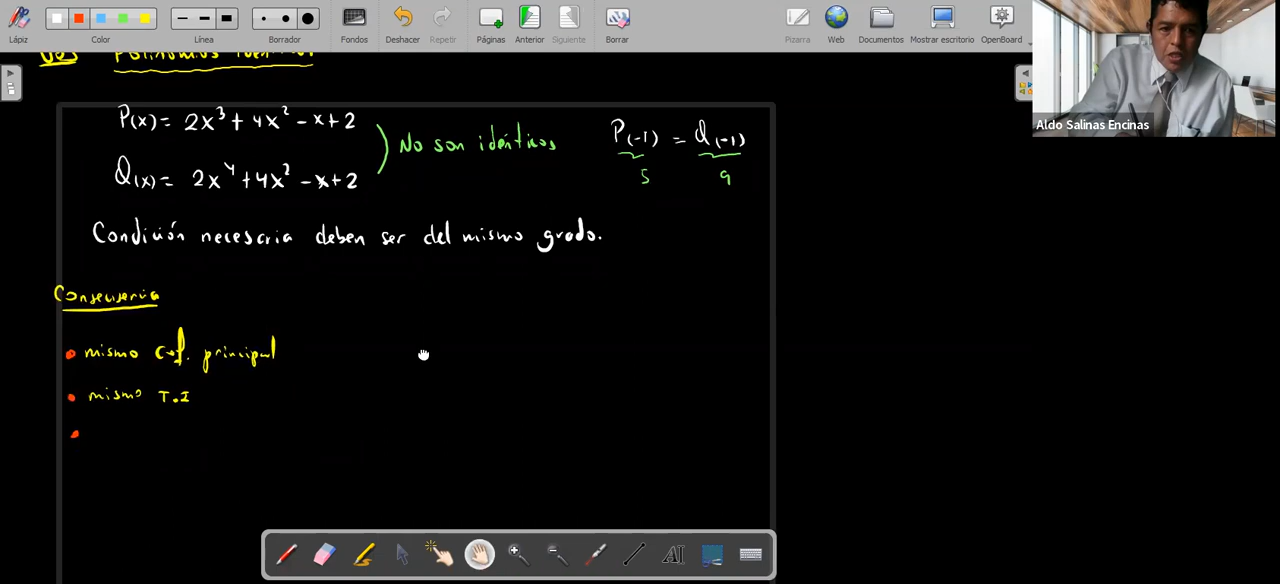 Lápiz
Color
Línea
Borrador
Fondos
Deshacer
Repetir
Páginas
Anterior
Siguiente
Borrar
Pizarra
Web
Documentos
Mostrar escritorio
OpenBoard
Aldo Salinas Encinas
P(x) = 2x³ + 4x² - x + 2
Q(x) = 2x⁴ + 4x² - x + 2
No son idénticos
P(-1) = Q(-1)
5 9
Condición necesaria deben ser del mismo grado.
Consecuencia
• mismo Cof. principal
• mismo T.I
•
AI